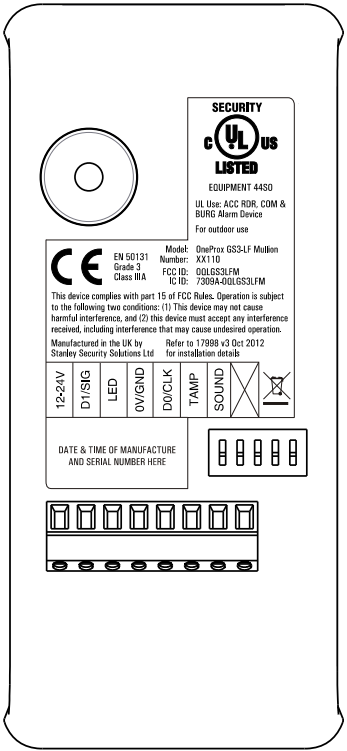 SECURITY
C UL US
LISTED
EQUIPMENT 44S0
UL Use: ACC RDR, COM &
BURG Alarm Device
For outdoor use
CE
EN 50131
Grade 3
Class IIIA
Model: OneProx GS3-LF Mullion
Number: XX110
FCC ID: OQLGS3LFM
IC ID: 7309A-OQLGS3LFM
This device complies with part 15 of FCC Rules. Operation is subject
to the following two conditions: (1) This device may not cause
harmful interference, and (2) this device must accept any interference
received, including interference that may cause undesired operation.
Manufactured in the UK by
Stanley Security Solutions Ltd
Refer to 17998 v3 Oct 2012
for installation details
12-24V
D1/SIG
LED
0V/GND
D0/CLK
TAMP
SOUND
DATE & TIME OF MANUFACTURE
AND SERIAL NUMBER HERE